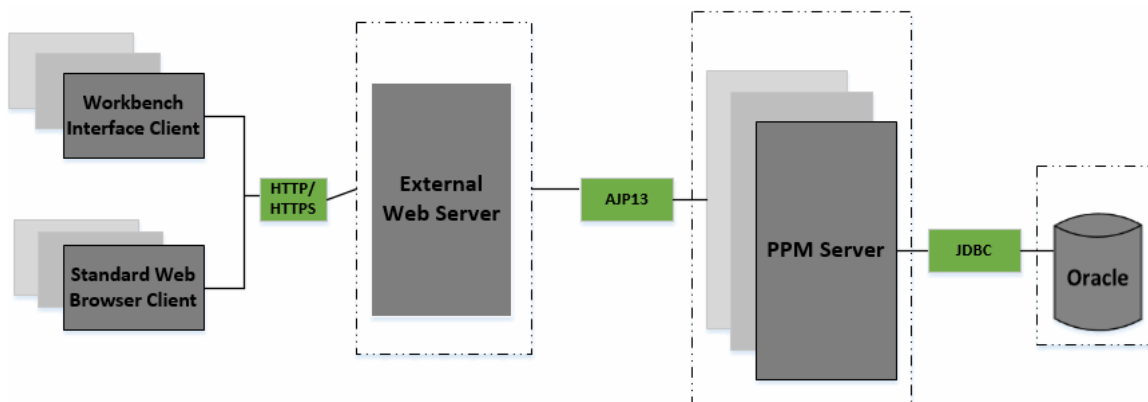 Workbench
Interface Client
Standard Web
Browser Client
HTTP/
HTTPS
External
Web Server
AJP13
PPM Server
JDBC
Oracle